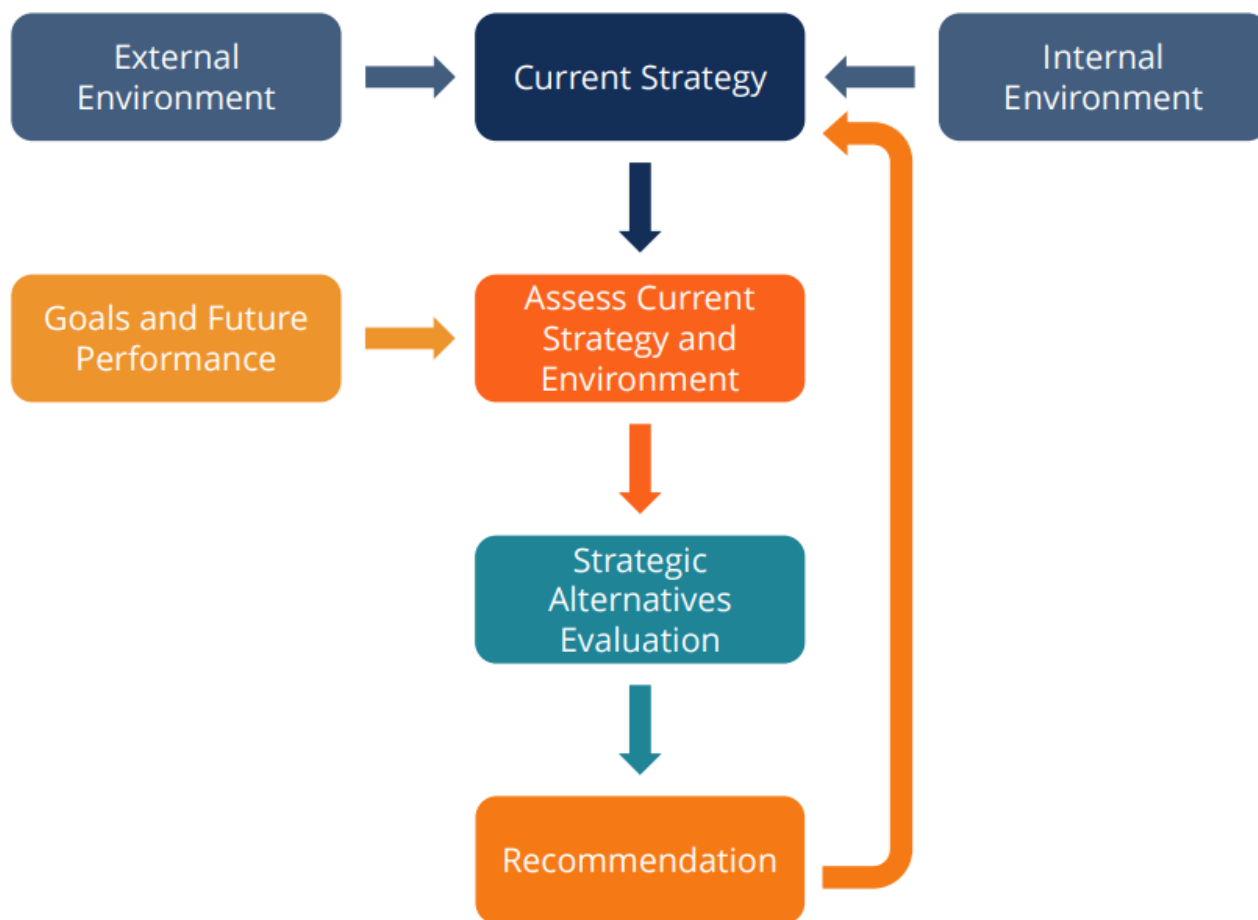 External
Environment
Current Strategy
Internal
Environment
Goals and Future
Performance
Assess Current
Strategy and
Environment
Strategic
Alternatives
Evaluation
Recommendation